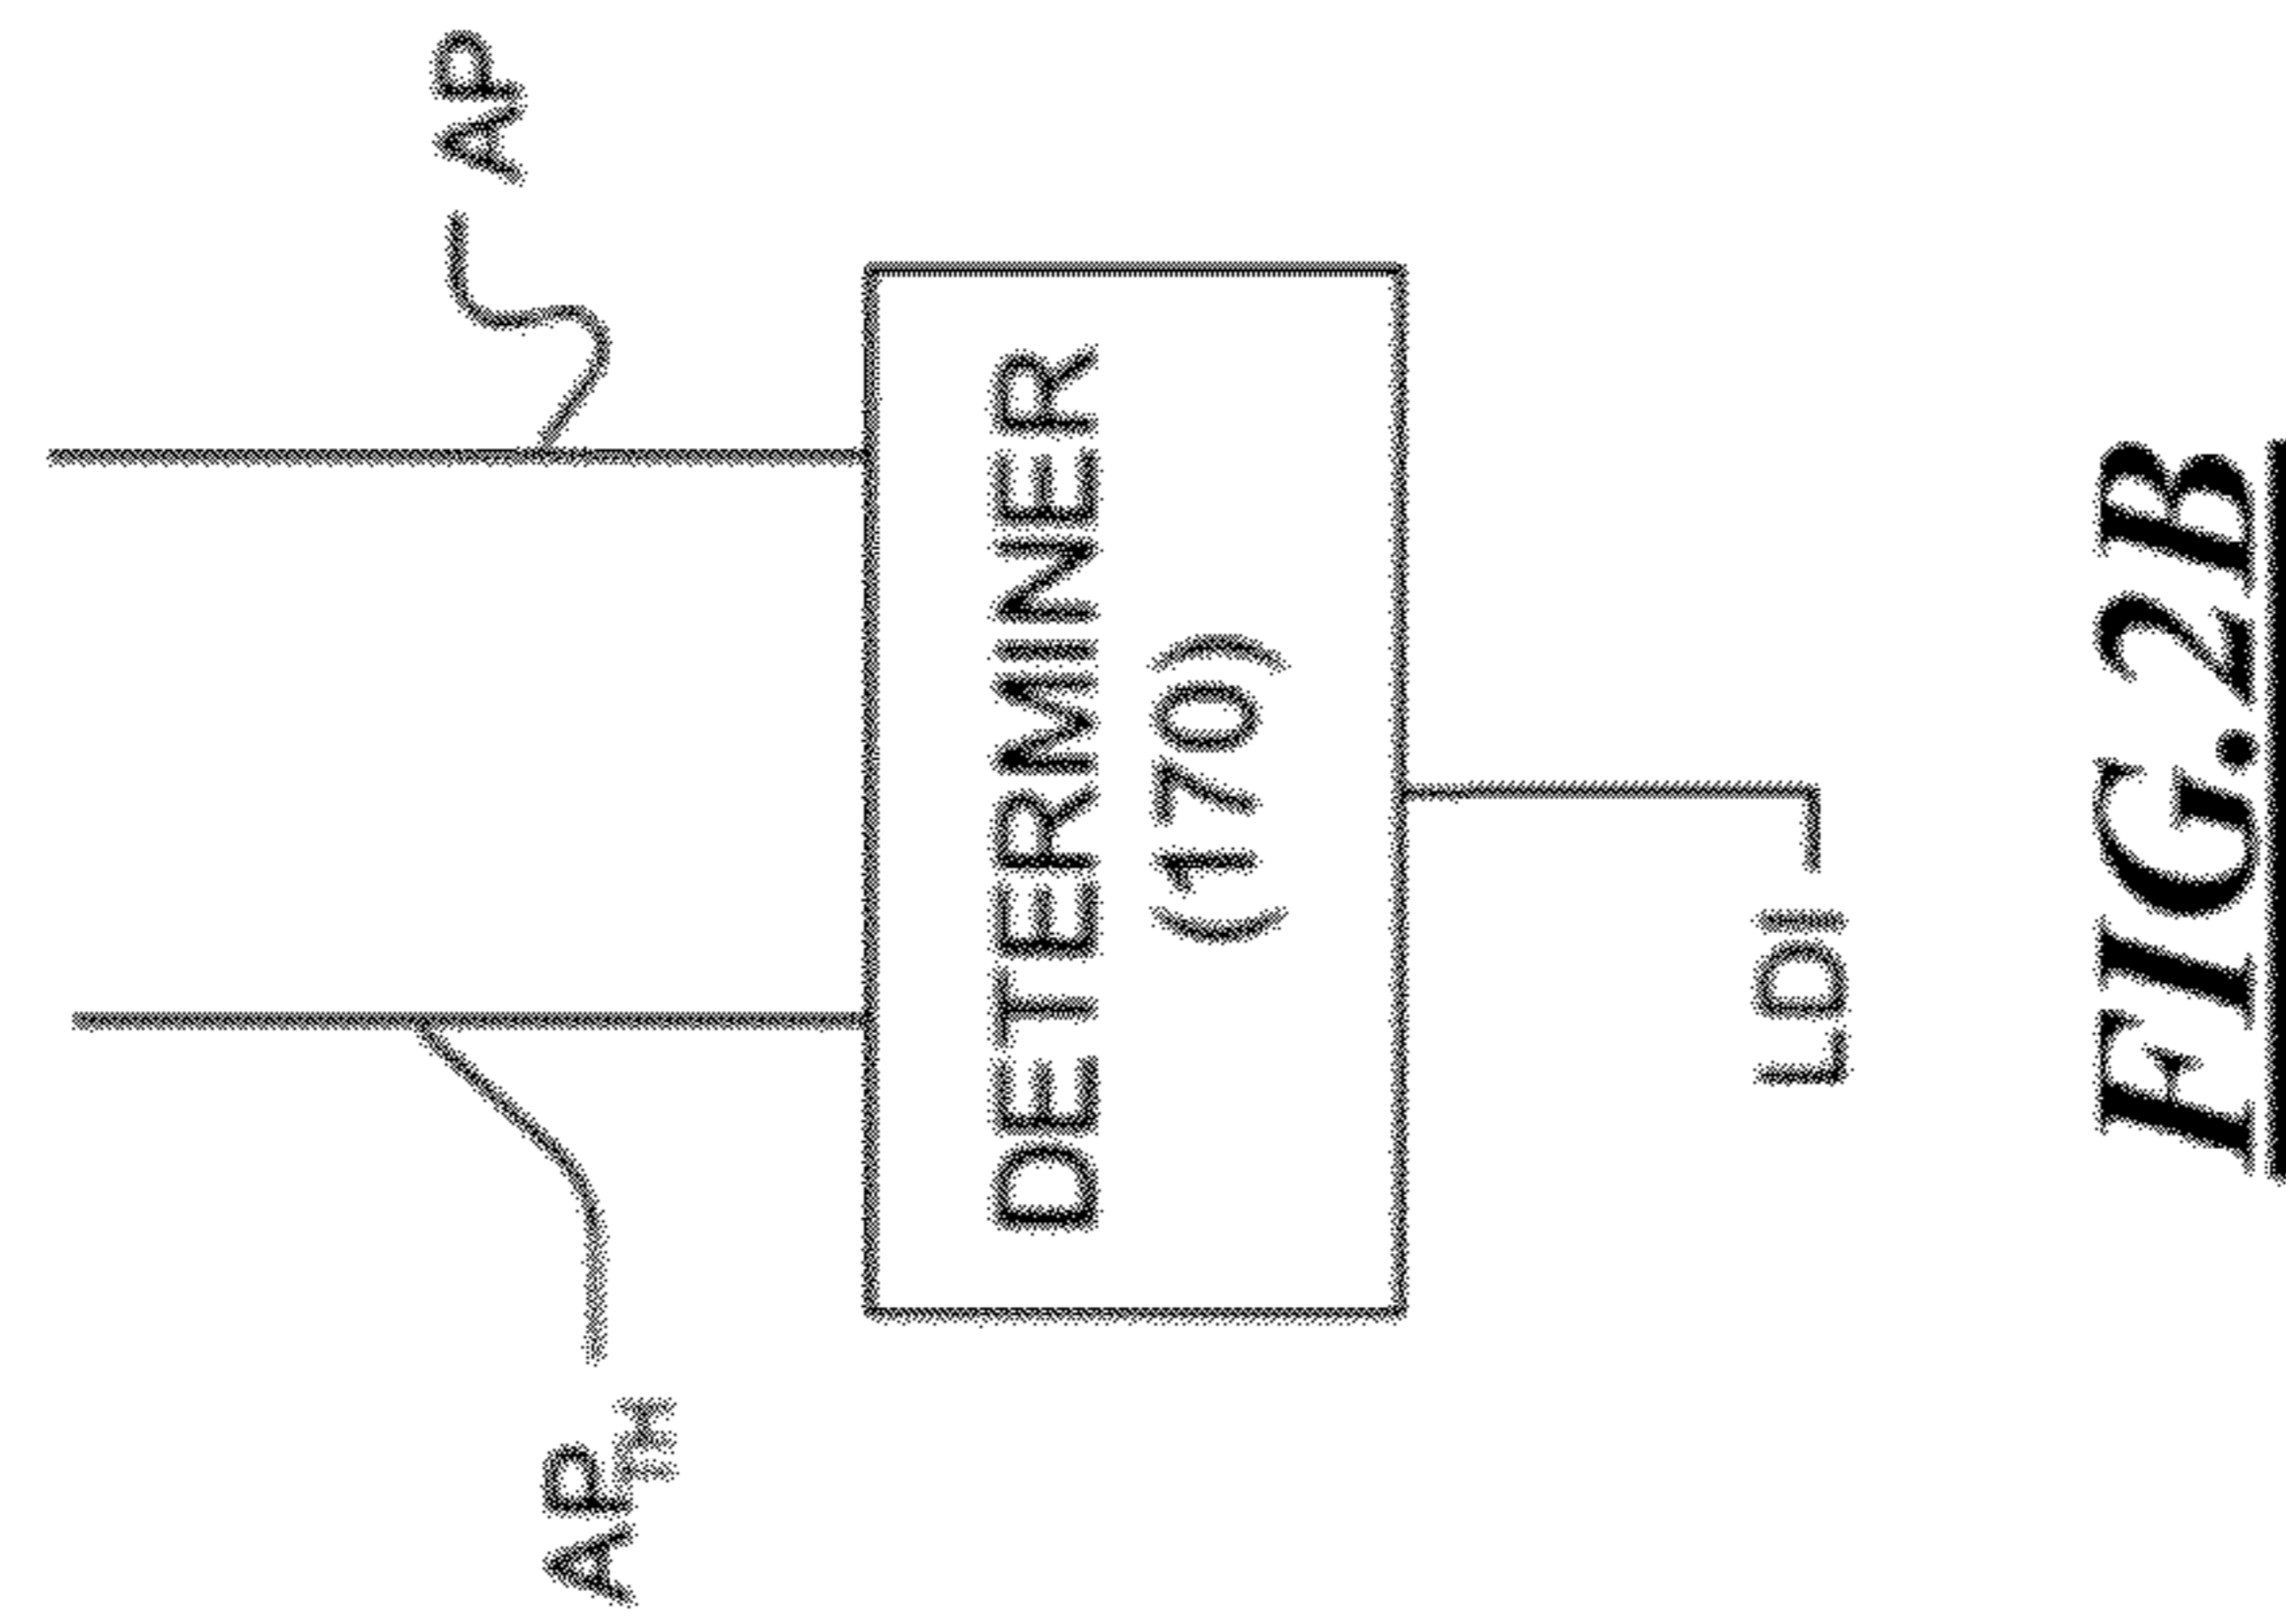 AP
AP_TH
DETERMINER
(170)
LDI
FIG.2B